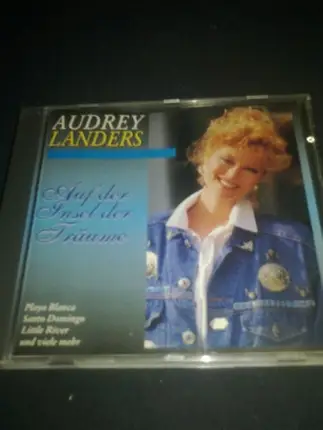 AUDREY
LANDERS
Auf der
Insel der
Träume
Playa Blanca
Santo Domingo
Little River
und viele mehr